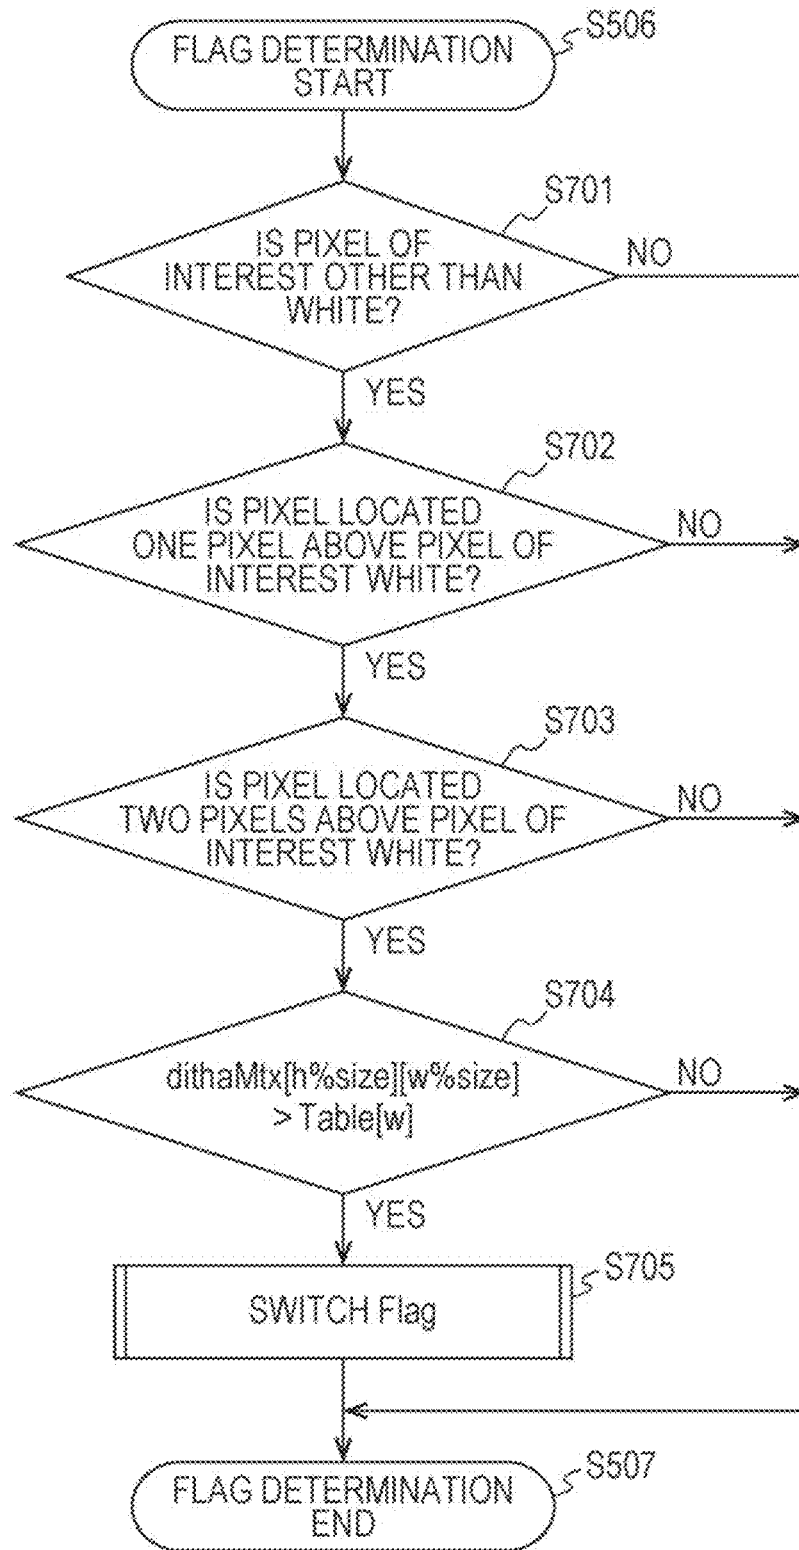 FLAG DETERMINATION
START
S506
S701
IS PIXEL OF
INTEREST OTHER THAN
WHITE?
NO
YES
S702
IS PIXEL LOCATED
ONE PIXEL ABOVE PIXEL OF
INTEREST WHITE?
NO
YES
S703
IS PIXEL LOCATED
TWO PIXELS ABOVE PIXEL OF
INTEREST WHITE?
NO
YES
S704
dithaMtx[h%size][w%size]
> Table[w]
NO
YES
S705
SWITCH Flag
FLAG DETERMINATION
END
S507